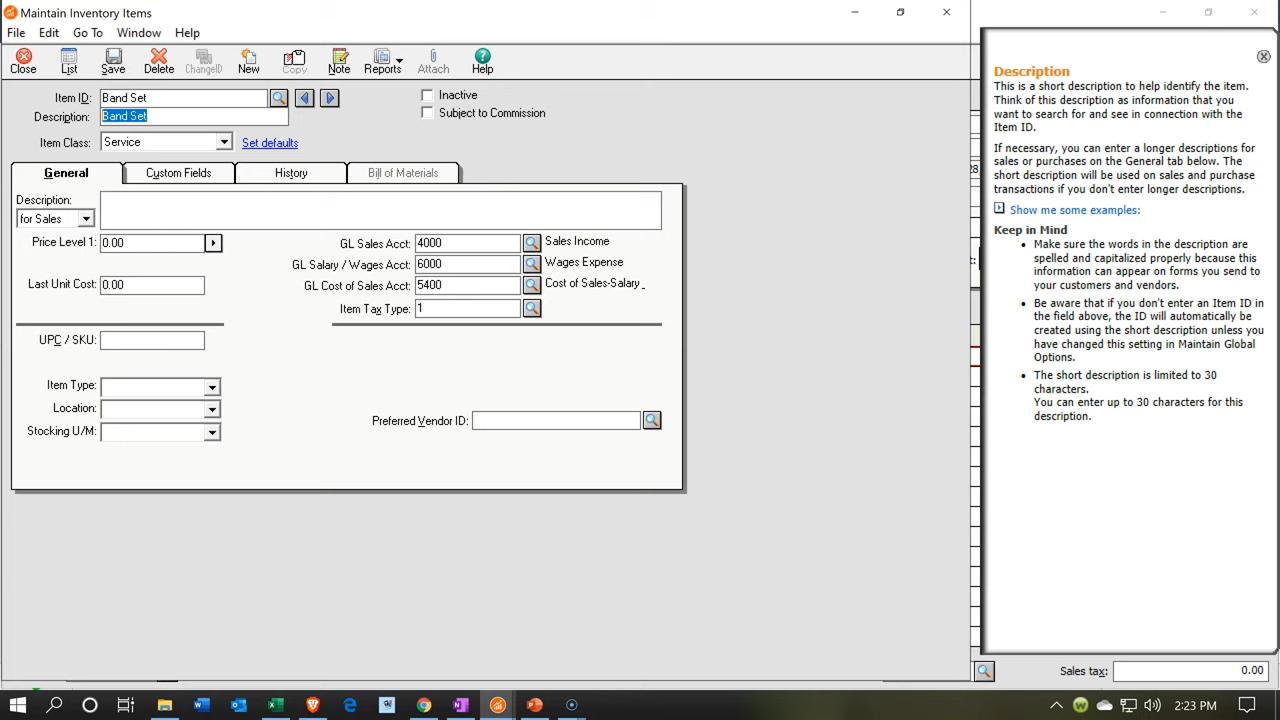 Maintain Inventory Items
File Edit Go To Window Help
Close List Save Delete ChangeID New Copy Note Reports Attach Help
Item ID: Band Set
Inactive
Description: Band Set
Subject to Commission
Item Class: Service Set defaults
General Custom Fields History Bill of Materials
Description:
for Sales
Price Level 1: 0.00
GL Sales Acct: 4000 Sales Income
GL Salary / Wages Acct: 6000 Wages Expense
Last Unit Cost: 0.00
GL Cost of Sales Acct: 5400 Cost of Sales-Salary_
Item Tax Type: 1
UPC / SKU:
Item Type:
Location:
Preferred Vendor ID:
Stocking U/M:
Description
This is a short description to help identify the item.
Think of this description as information that you
want to search for and see in connection with the
Item ID.
If necessary, you can enter a longer descriptions for
sales or purchases on the General tab below. The
short description will be used on sales and purchase
transactions if you don't enter longer descriptions.
Show me some examples:
Keep in Mind
• Make sure the words in the description are
spelled and capitalized properly because this
information can appear on forms you send to
your customers and vendors.
• Be aware that if you don't enter an Item ID in
the field above, the ID will automatically be
created using the short description unless you
have changed this setting in Maintain Global
Options.
• The short description is limited to 30
characters.
You can enter up to 30 characters for this
description.
Sales tax: 0.00
2:23 PM